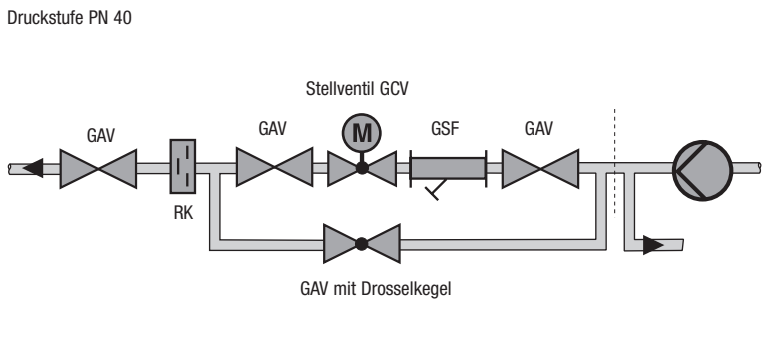 Druckstufe PN 40
Stellventil GCV
GAV
GAV
M
GSF
GAV
RK
GAV mit Drosselkegel